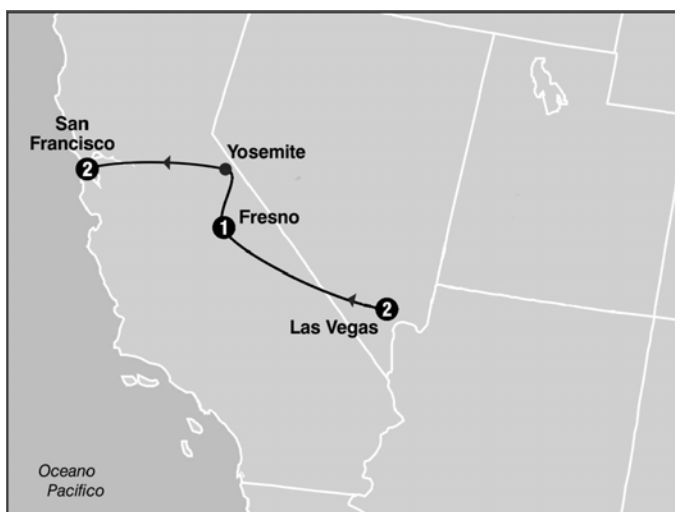 San
Francisco
2
Yosemite
1
Fresno
2
Las Vegas
Oceano
Pacifico